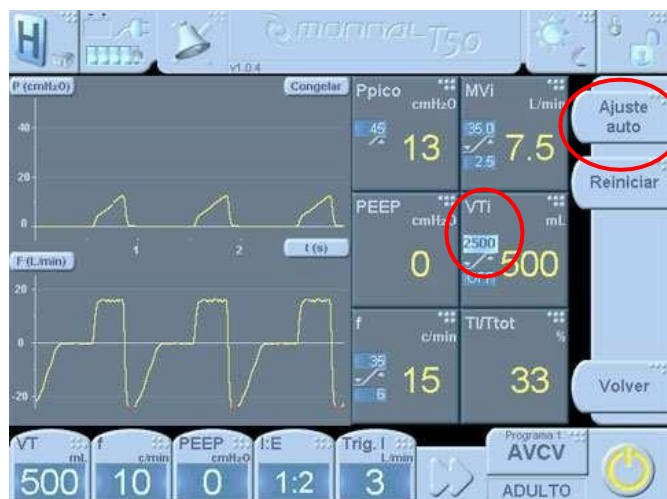 H
monnal T50
v1.0.4
P (cmH2O)
Congelar
40
20
0
1
2
t (s)
F (L/min)
20
0
-20
Ppico
cmH2O
45
13
MVi
L/min
35.0
2.5
7.5
PEEP
cmH2O
0
VTi
mL
2500
OFF
500
f
c/min
35
6
15
TI/Ttot
%
33
Ajuste
auto
Reiniciar
Volver
VT
mL
500
f
c/min
10
PEEP
cmH2O
0
I:E
1:2
Trig. I
L/min
3
Programa 1
AVCV
ADULTO